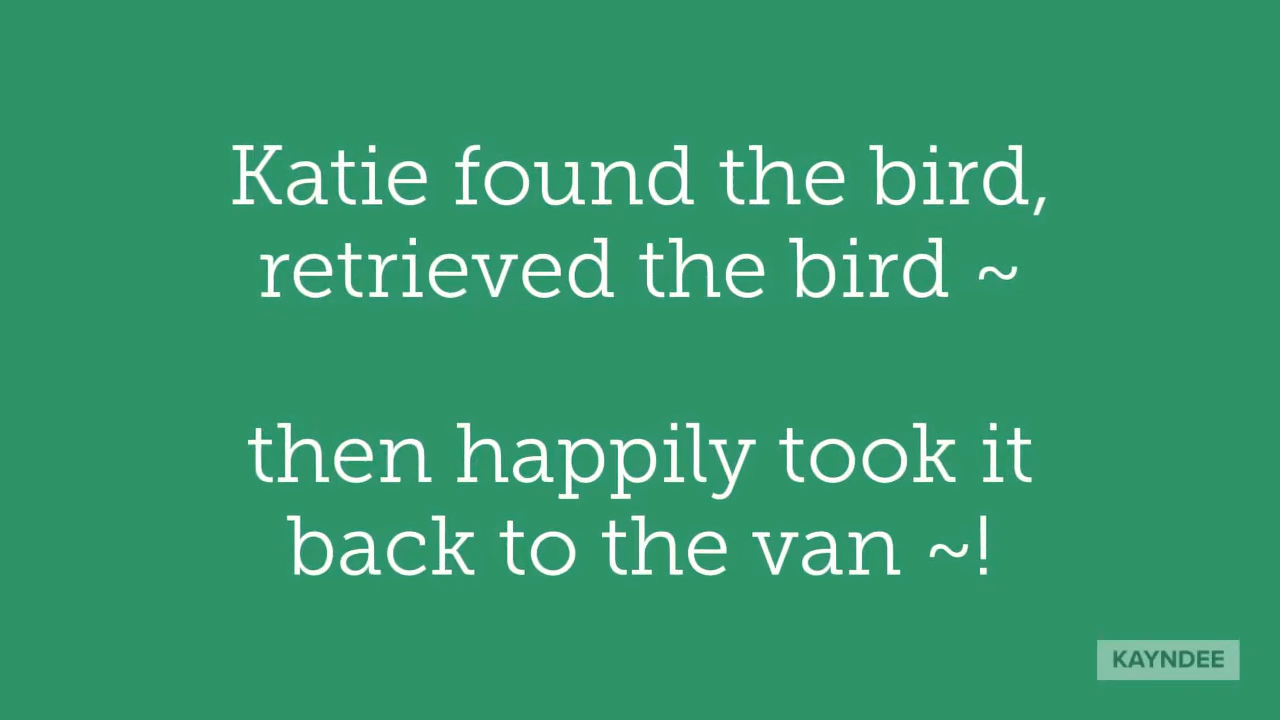 Katie found the bird,
retrieved the bird ~
then happily took it
back to the van ~!
KAYNDEE